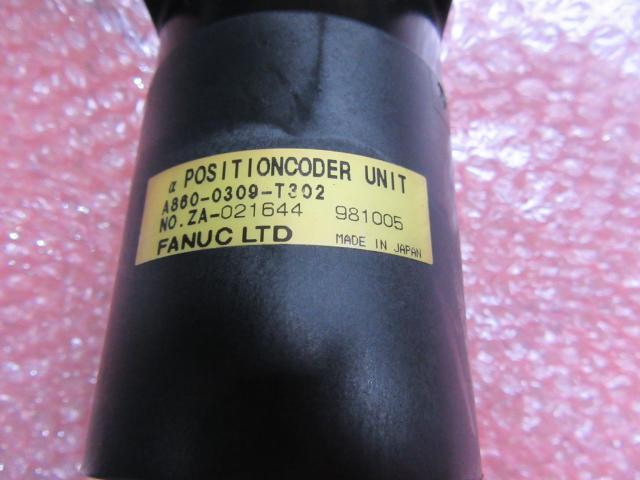 α POSITIONCODER UNIT
A860-0309-T302
NO.ZA-021644 981005
FANUC LTD MADE IN JAPAN